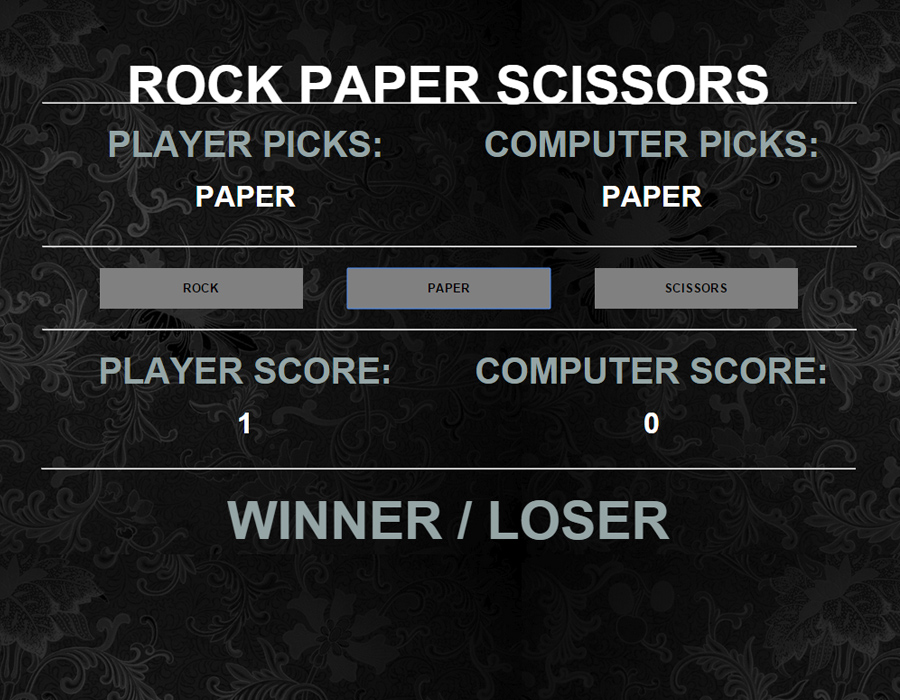 ROCK PAPER SCISSORS
PLAYER PICKS: COMPUTER PICKS:
PAPER PAPER
ROCK PAPER SCISSORS
PLAYER SCORE: COMPUTER SCORE:
1 0
WINNER / LOSER